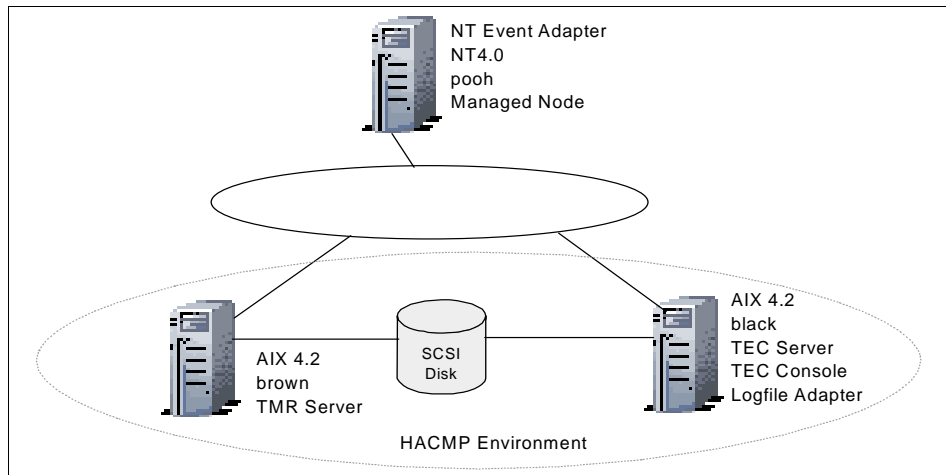 NT Event Adapter
NT4.0
pooh
Managed Node
AIX 4.2
brown
TMR Server
SCSI
Disk
AIX 4.2
black
TEC Server
TEC Console
Logfile Adapter
HACMP Environment